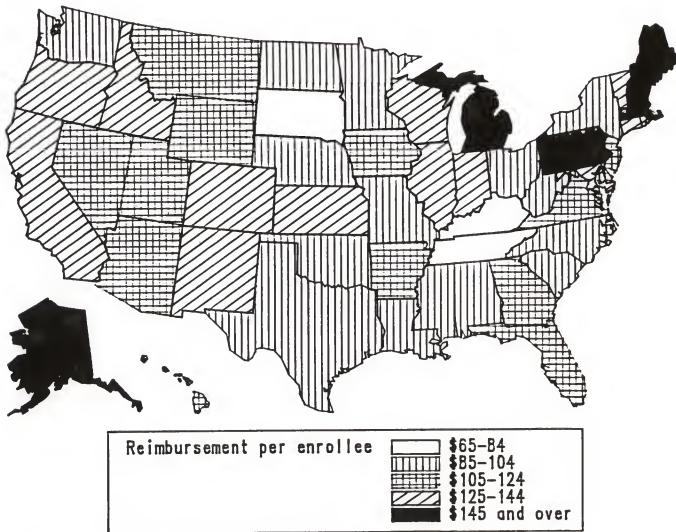 Reimbursement per enrollee
$65-84
$85-104
$105-124
$125-144
$145 and over